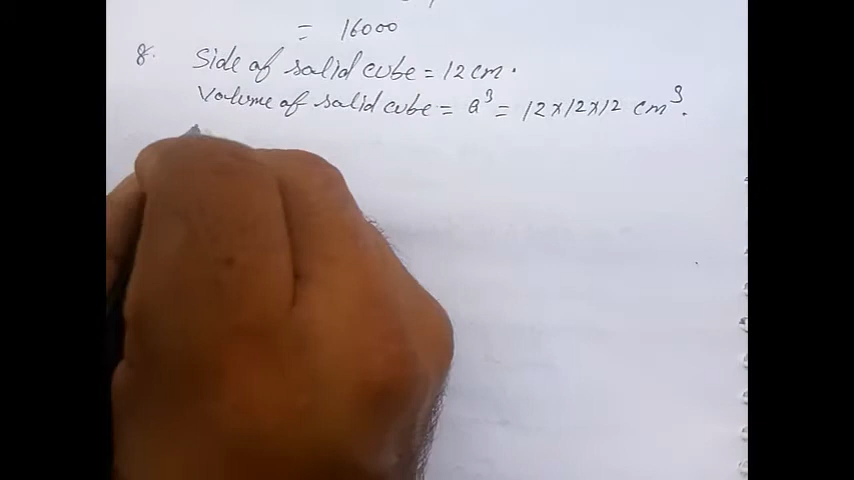 = 16000
8. Side of solid cube = 12 cm.
Volume of solid cube = a³ = 12×12×12 cm³.